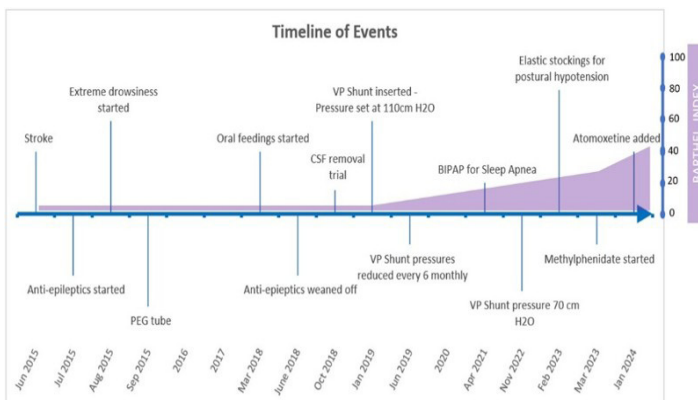 Timeline of Events
Elastic stockings for
postural hypotension
Extreme drowsiness
started
VP Shunt inserted -
Pressure set at 110cm H2O
Stroke
Oral feedings started
CSF removal
trial
Atomoxetine added
BIPAP for Sleep Apnea
100
80
60
40
20
0
BARTHEL INDEX
Anti-epileptics started
PEG tube
Anti-epieptics weaned off
VP Shunt pressures
reduced every 6 monthly
VP Shunt pressure 70 cm
H2O
Methylphenidate started
Jun 2015
Jul 2015
Aug 2015
Sep 2015
2016
2017
Mar 2018
June 2018
Oct 2018
Jan 2019
Jun 2019
2020
Apr 2021
Nov 2022
Feb 2023
Mar 2023
Jan 2024